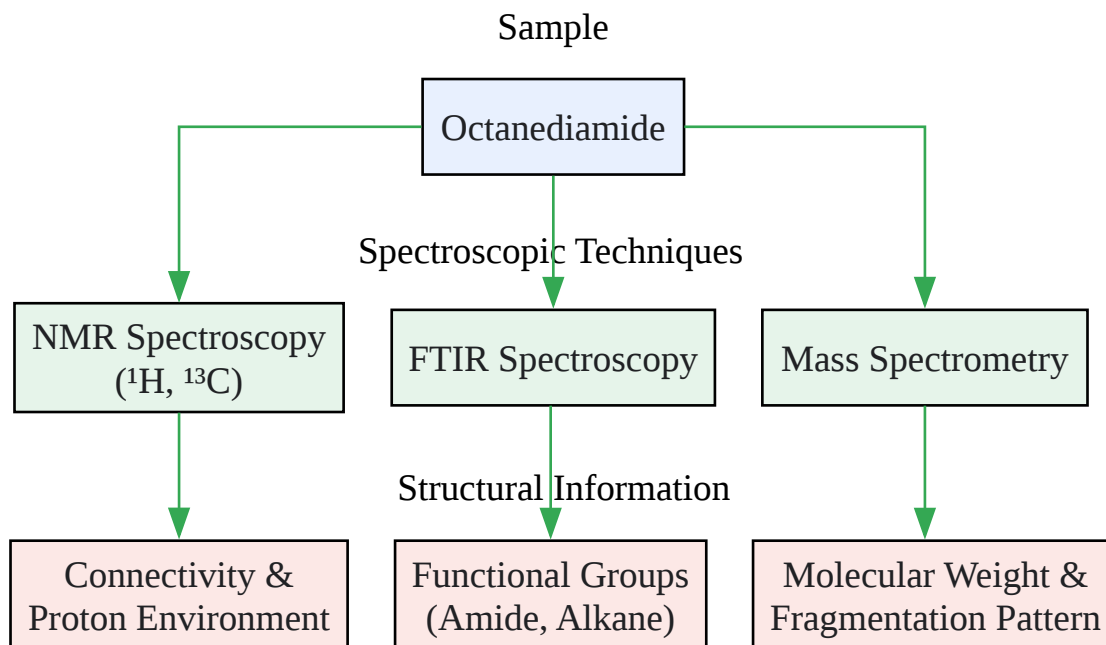 Sample
Octanediamide
Spectroscopic Techniques
NMR Spectroscopy
(¹H, ¹³C)
FTIR Spectroscopy
Mass Spectrometry
Structural Information
Connectivity &
Proton Environment
Functional Groups
(Amide, Alkane)
Molecular Weight &
Fragmentation Pattern